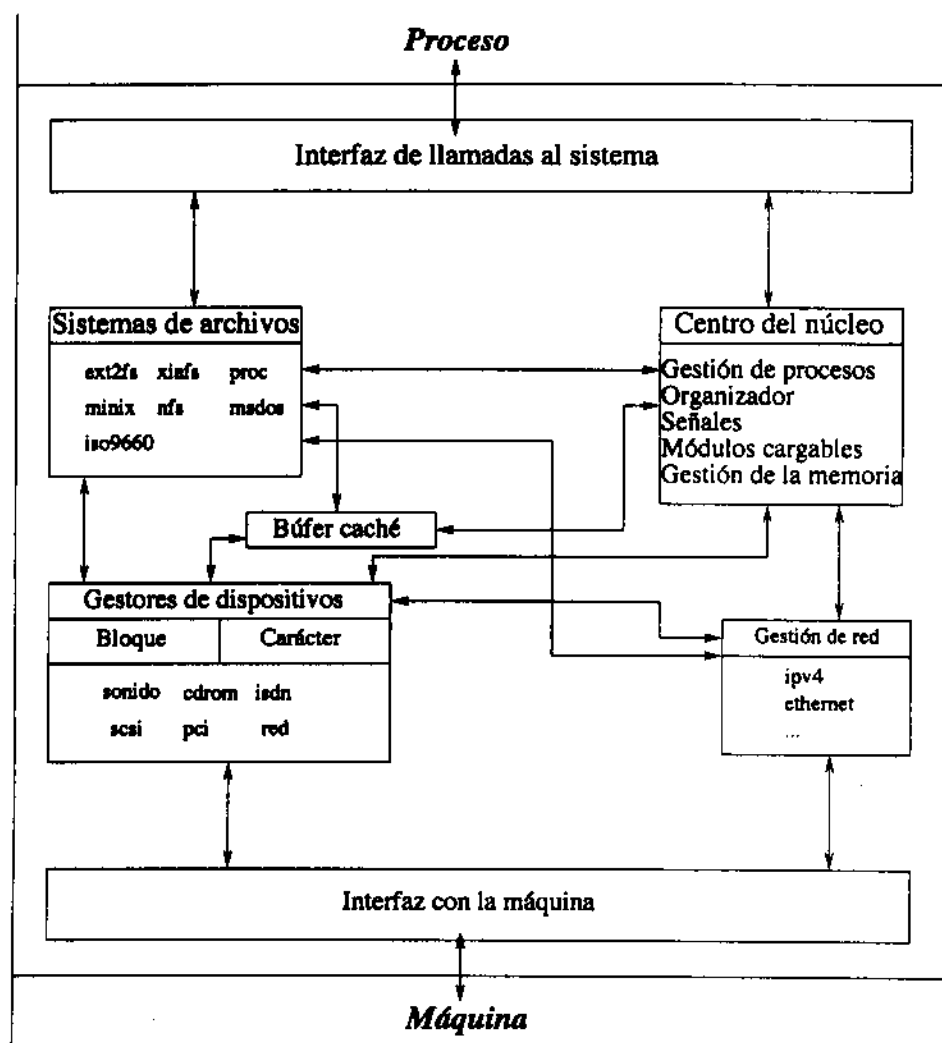 Proceso
Interfaz de llamadas al sistema
Sistemas de archivos
ext2fs xiafs proc
minix nfs msdos
iso9660
Centro del núcleo
Gestión de procesos
Organizador
Señales
Módulos cargables
Gestión de la memoria
Búfer caché
Gestores de dispositivos
Bloque Carácter
sonido cdrom isdn
scsi pci red
Gestión de red
ipv4
ethernet
...
Interfaz con la máquina
Máquina